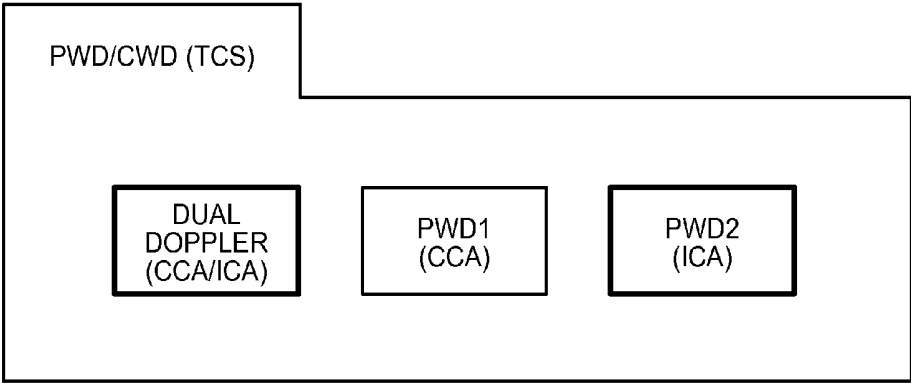 PWD/CWD (TCS)
DUAL
DOPPLER
(CCA/ICA)
PWD1
(CCA)
PWD2
(ICA)